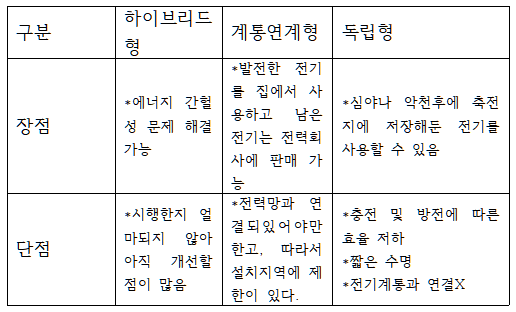 구분
하이브리드
형
계통연계형
독립형
장점
*에너지 간헐
성 문제 해결
가능
*발전한 전기
를 집에서 사
용하고 남은
전기는 전력회
사에 판매 가
능
*심야나 악천후에 축전
지에 저장해둔 전기를
사용할 수 있음
단점
*시행한지 얼
마되지 않아
아직 개선할
점이 많음
*전력망과 연
결되있어야만
한고, 따라서
설치지역에 제
한이 있다.
*충전 및 방전에 따른
효율 저하
*짧은 수명
*전기계통과 연결X